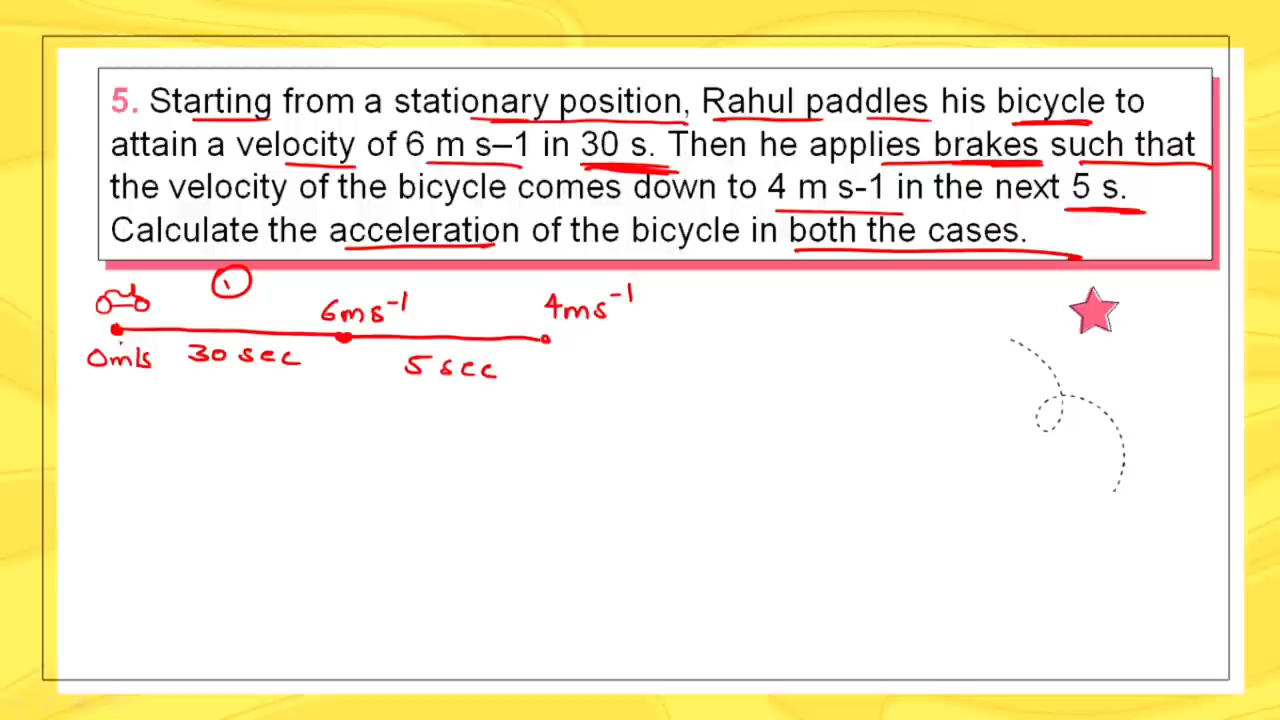 5. Starting from a stationary position, Rahul paddles his bicycle to
attain a velocity of 6 m s–1 in 30 s. Then he applies brakes such that
the velocity of the bicycle comes down to 4 m s-1 in the next 5 s.
Calculate the acceleration of the bicycle in both the cases.
1
6ms⁻¹ 4ms⁻¹
0m/s 30 sec 5 sec